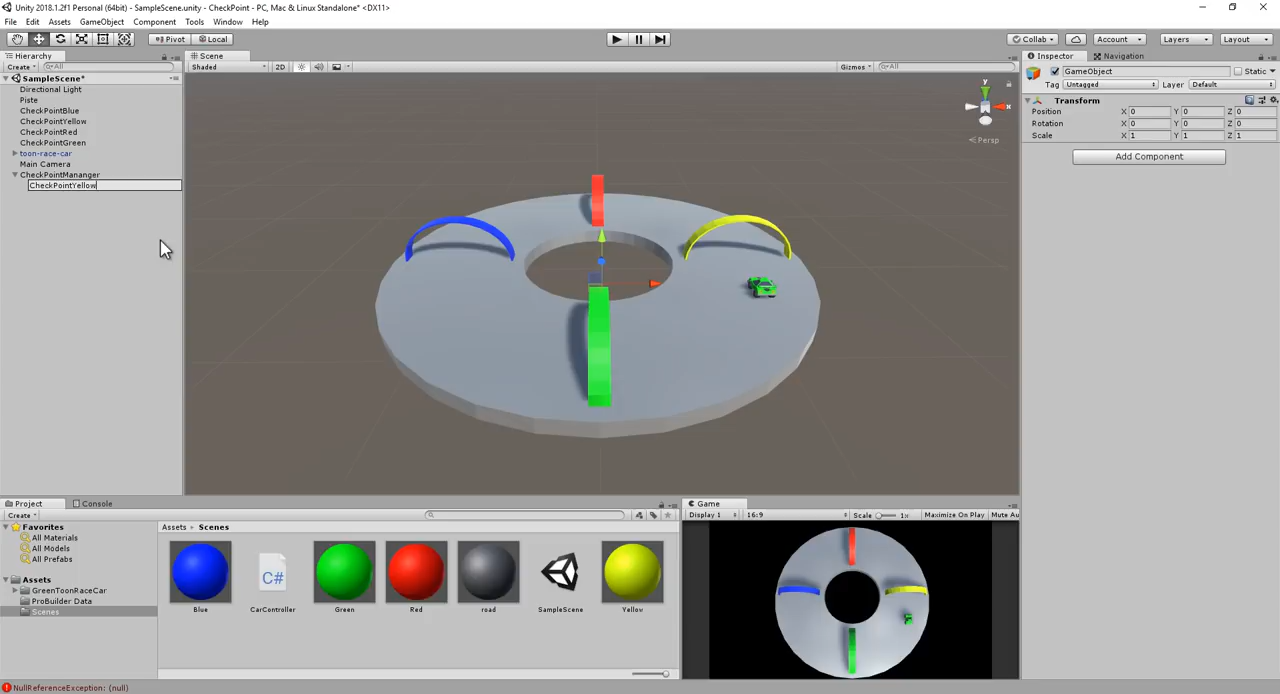 Unity 2018.1.2f1 Personal (64bit) - SampleScene.unity - CheckPoint - PC, Mac & Linux Standalone* <DX11>
File Edit Assets GameObject Component Tools Window Help
Pivot Local Collab Account Layers Layout
Hierarchy Scene Inspector Navigation
Create All Shaded 2D Gizmos All
SampleScene*
Directional Light
Piste
CheckPointBlue
CheckPointYellow
CheckPointRed
CheckPointGreen
toon-race-car
Main Camera
CheckPointMananger
CheckPointYellow
y
x
Persp
GameObject Static
Tag Untagged Layer Default
Transform
Position X 0 Y 0 Z 0
Rotation X 0 Y 0 Z 0
Scale X 1 Y 1 Z 1
Add Component
Project Console
Create
Favorites
All Materials
All Models
All Prefabs
Assets
GreenToonRaceCar
ProBuilder Data
Scenes
Assets Scenes
C#
Blue CarController Green Red road SampleScene Yellow
Game
Display 1 16:9 Scale 1x Maximize On Play Mute Au
NullReferenceException: (null)